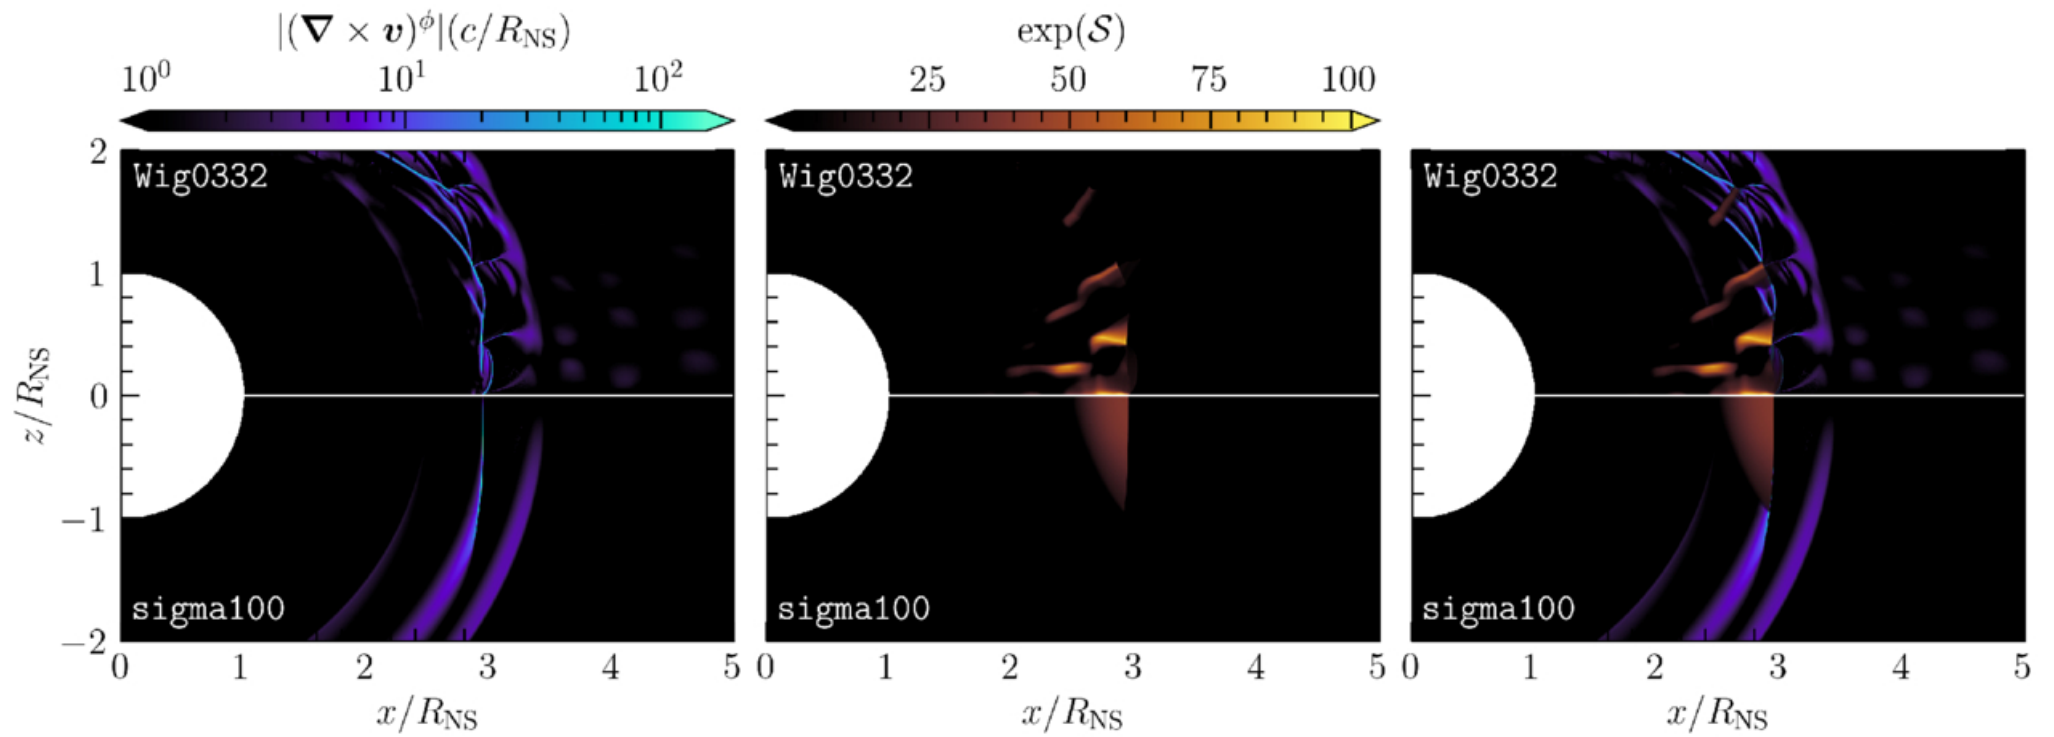 |(∇ × v)^ϕ|(c/R_NS)
exp(𝒮)
10^0 10^1 10^2
25 50 75 100
Wig0332
Wig0332
Wig0332
2
1
0
−1
−2
z/R_NS
sigma100
sigma100
sigma100
0 1 2 3 4 5
0 1 2 3 4 5
0 1 2 3 4 5
x/R_NS
x/R_NS
x/R_NS